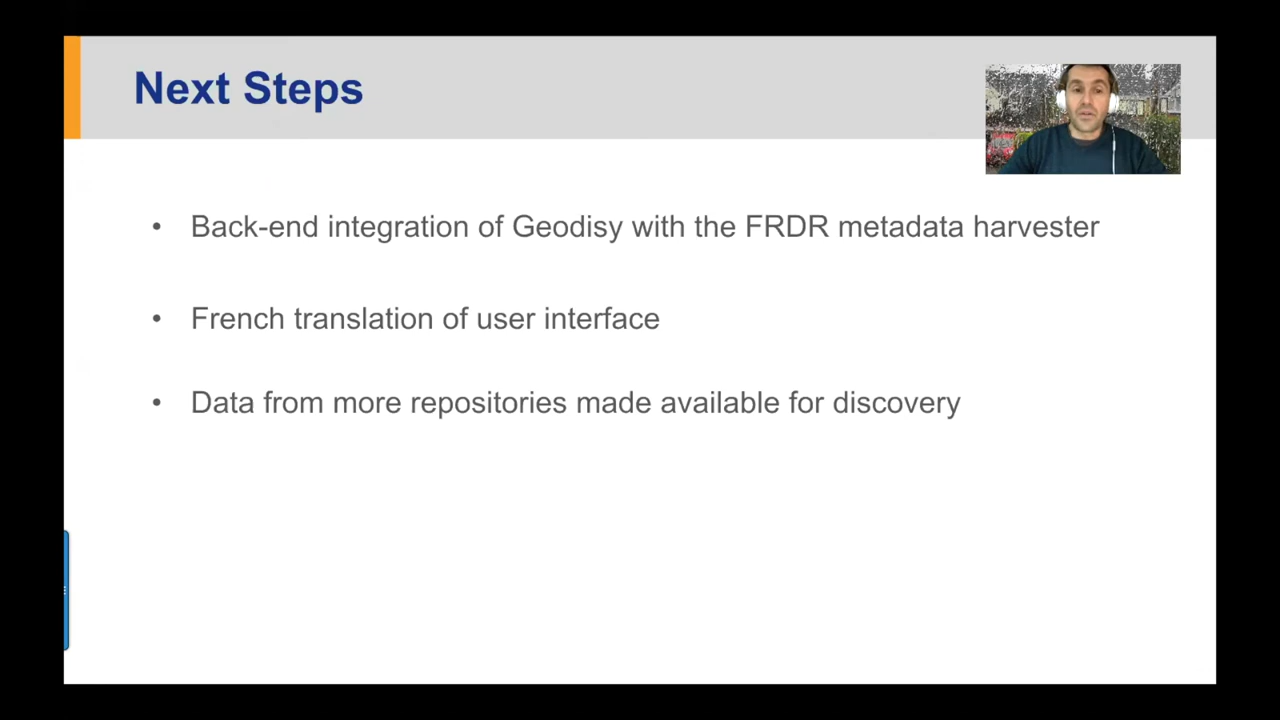 Next Steps
• Back-end integration of Geodisy with the FRDR metadata harvester
• French translation of user interface
• Data from more repositories made available for discovery